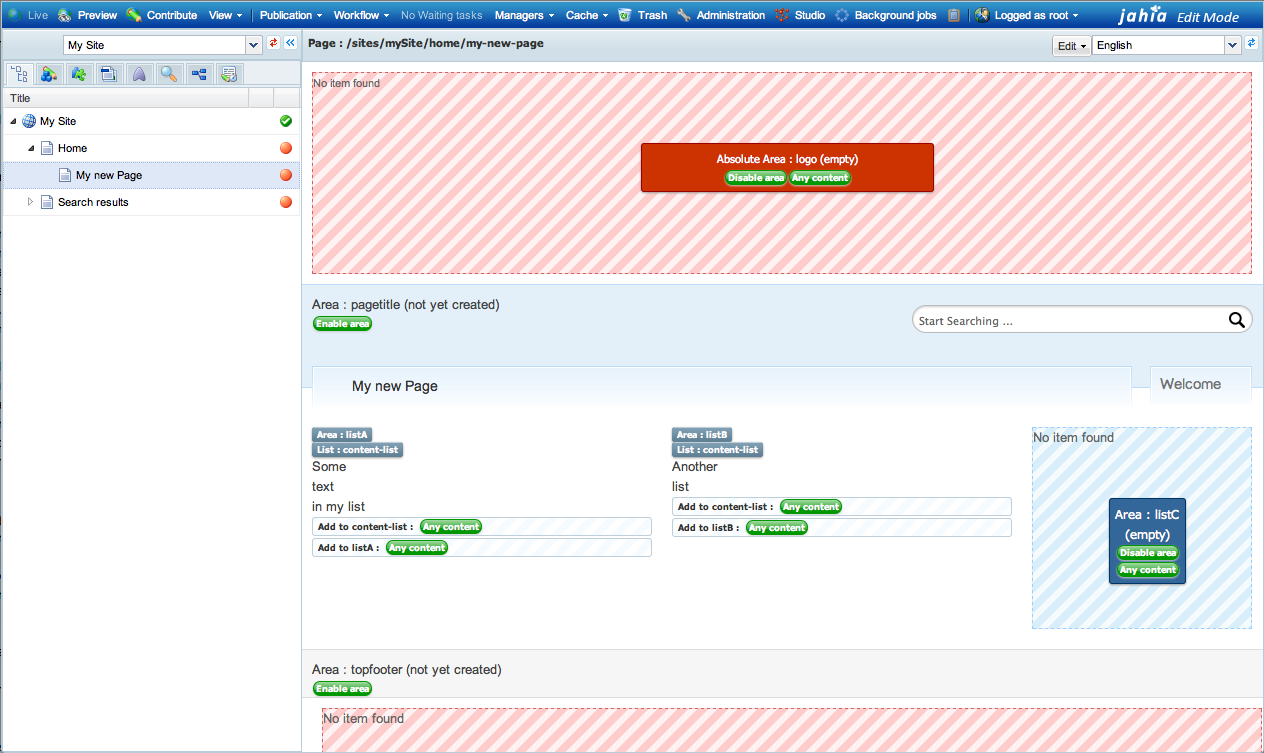 Live Preview Contribute View Publication Workflow No Waiting tasks Managers Cache Trash Administration Studio Background jobs Logged as root jahia Edit Mode
My Site
Page : /sites/mySite/home/my-new-page
Edit English
Title
My Site
Home
My new Page
Search results
No item found
Absolute Area : logo (empty)
Disable area Any content
Area : pagetitle (not yet created)
Enable area
Start Searching ...
My new Page
Welcome
Area : listA
List : content-list
Some
text
in my list
Add to content-list : Any content
Add to listA : Any content
Area : listB
List : content-list
Another
list
Add to content-list : Any content
Add to listB : Any content
No item found
Area : listC
(empty)
Disable area
Any content
Area : topfooter (not yet created)
Enable area
No item found